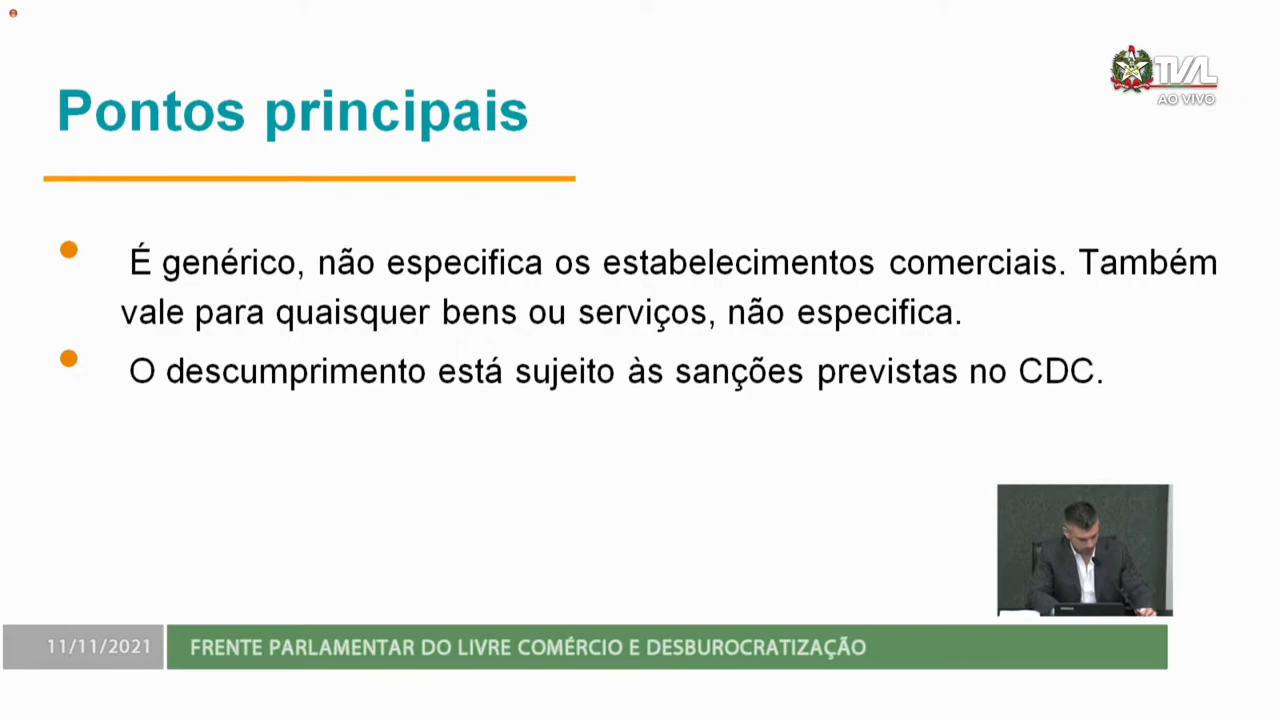 TVAL
AO VIVO
Pontos principais
É genérico, não especifica os estabelecimentos comerciais. Também
vale para quaisquer bens ou serviços, não especifica.
O descumprimento está sujeito às sanções previstas no CDC.
11/11/2021
FRENTE PARLAMENTAR DO LIVRE COMÉRCIO E DESBUROCRATIZAÇÃO